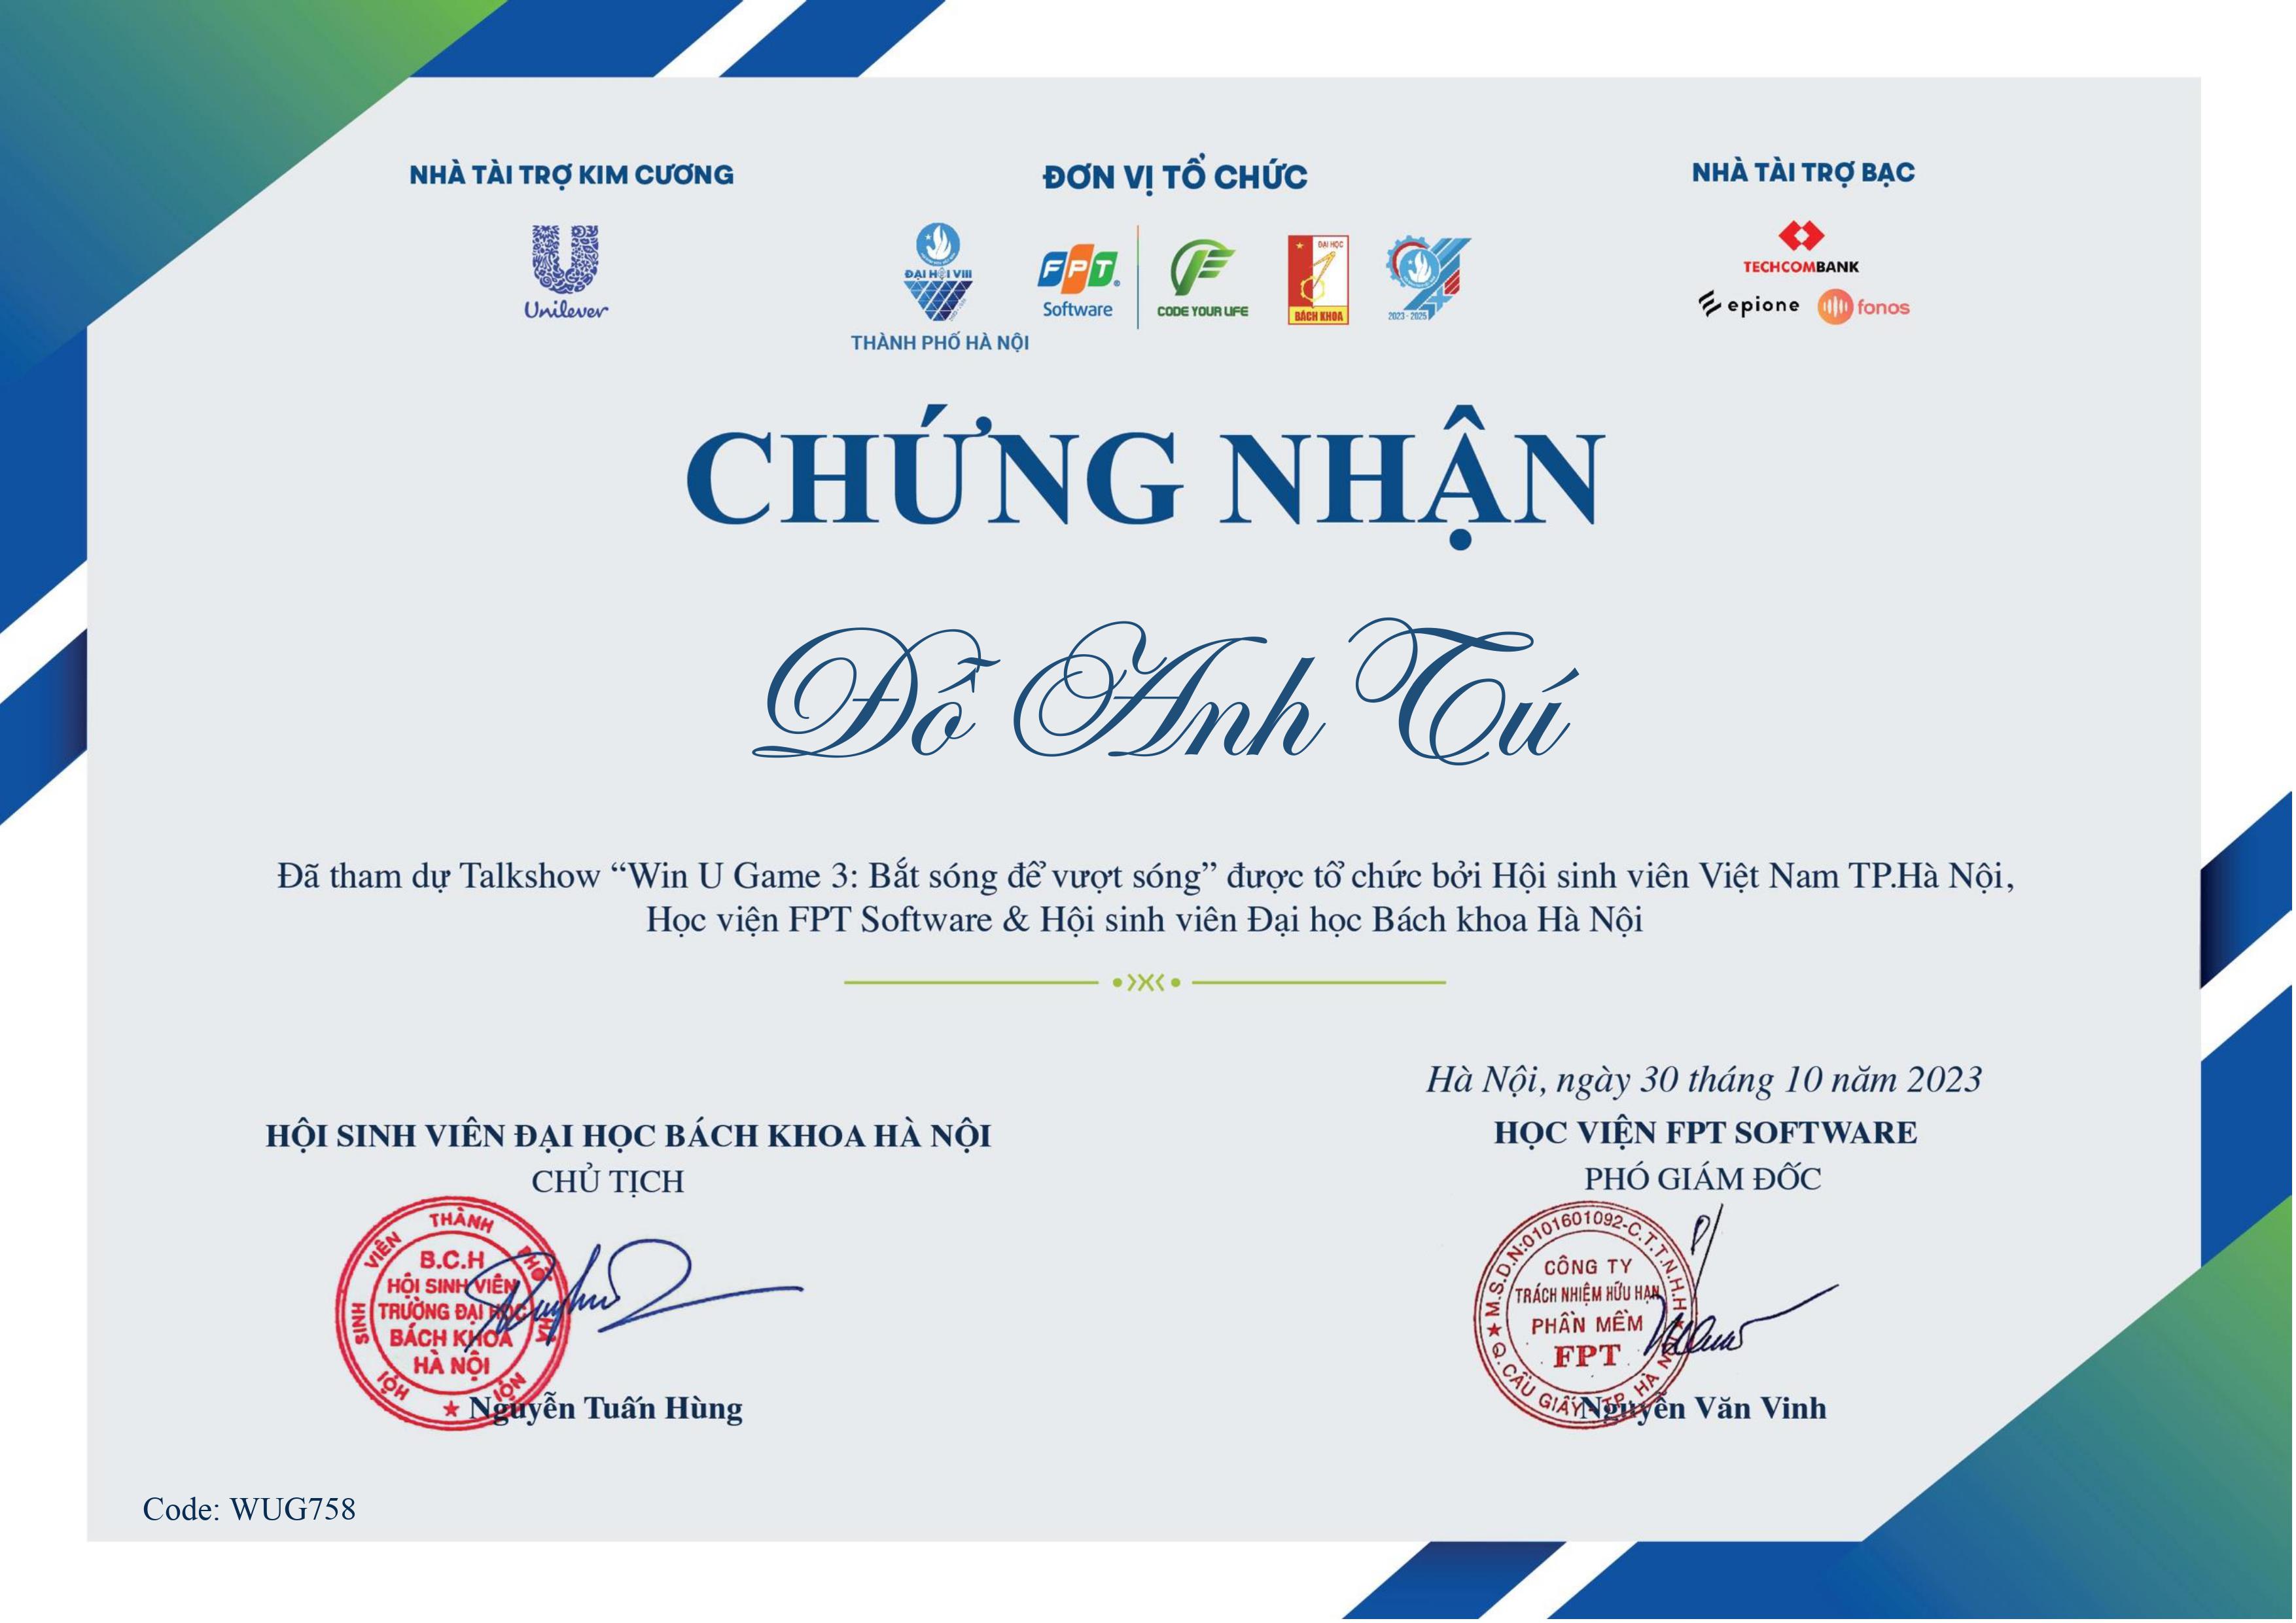 NHÀ TÀI TRỢ KIM CƯƠNG
Unilever
ĐƠN VỊ TỔ CHỨC
ĐẠI HỘI VIII
THÀNH PHỐ HÀ NỘI
FPT
Software
CODE YOUR LIFE
ĐẠI HỌC
BÁCH KHOA
2023 - 2025
NHÀ TÀI TRỢ BẠC
TECHCOMBANK
epione
fonos
CHỨNG NHẬN
Đỗ Anh Tú
Đã tham dự Talkshow “Win U Game 3: Bắt sóng để vượt sóng” được tổ chức bởi Hội sinh viên Việt Nam TP.Hà Nội,
Học viện FPT Software & Hội sinh viên Đại học Bách khoa Hà Nội
HỘI SINH VIÊN ĐẠI HỌC BÁCH KHOA HÀ NỘI
CHỦ TỊCH
HỘI SINH VIÊN THÀNH PHỐ HÀ NỘI
B.C.H
HỘI SINH VIÊN
TRƯỜNG ĐẠI HỌC
BÁCH KHOA
HÀ NỘI
Nguyễn Tuấn Hùng
Hà Nội, ngày 30 tháng 10 năm 2023
HỌC VIỆN FPT SOFTWARE
PHÓ GIÁM ĐỐC
M.S.D.N:0101601092-C.T.T.N.H.H
CÔNG TY
TRÁCH NHIỆM HỮU HẠN
PHẦN MỀM
FPT
Q. CẦU GIẤY - TP. HÀ NỘI
Nguyễn Văn Vinh
Code: WUG758